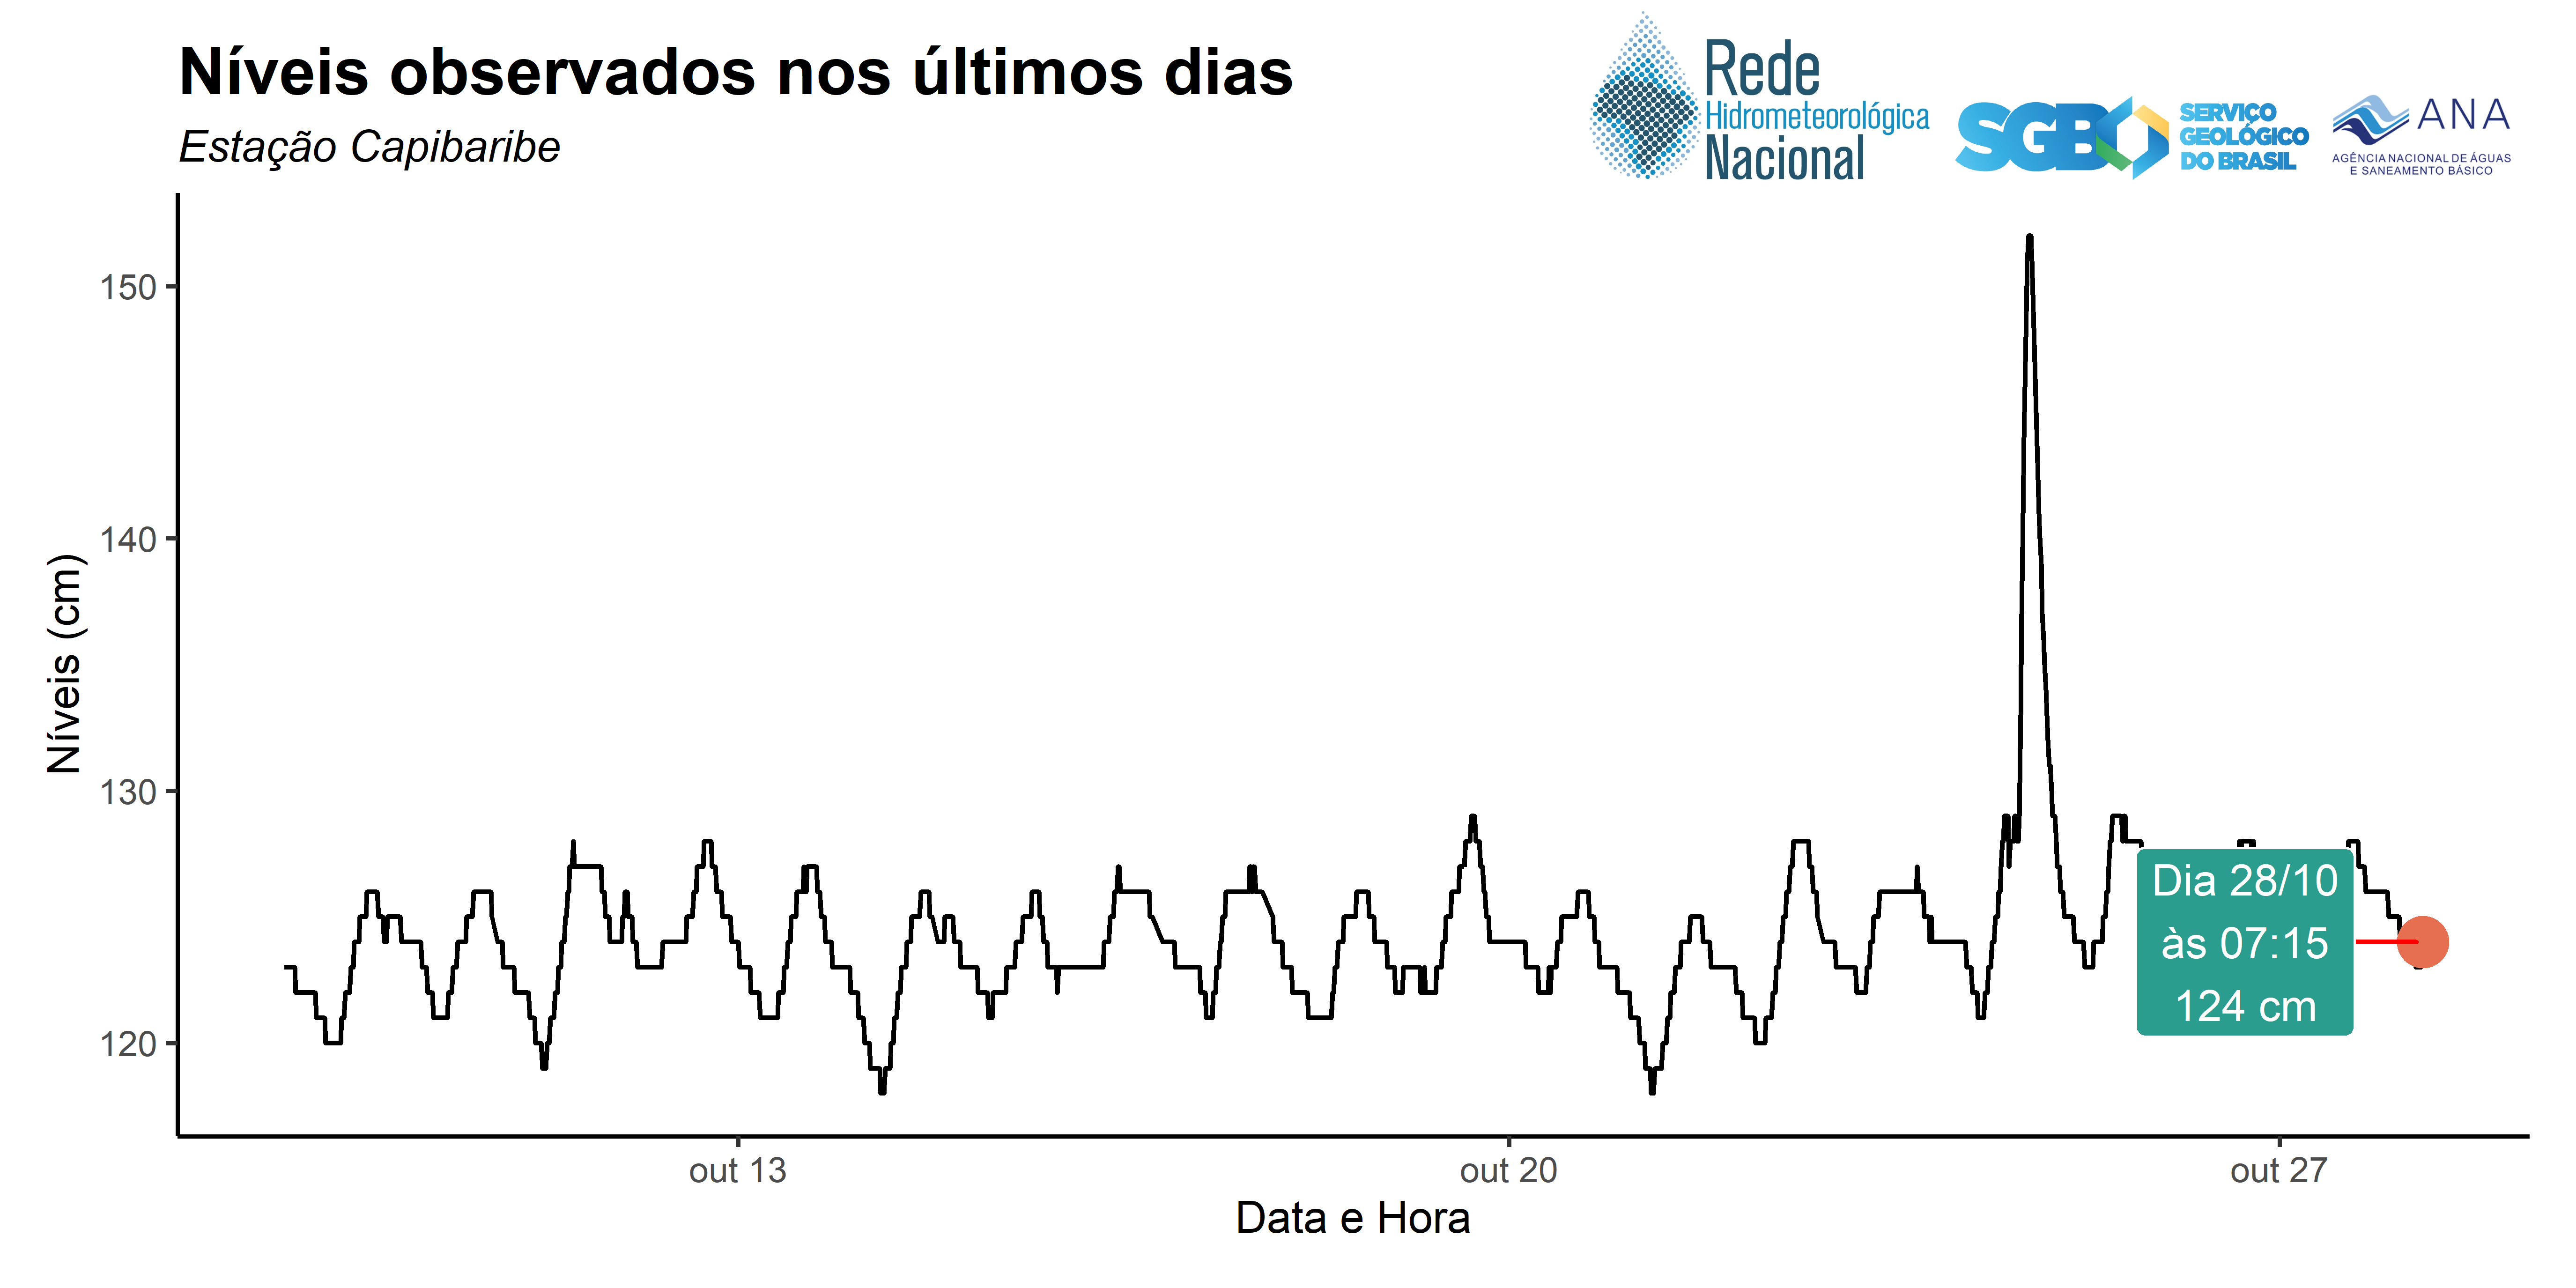 Níveis observados nos últimos dias
Estação Capibaribe
Rede
Hidrometeorológica
Nacional
SGB
SERVIÇO
GEOLÓGICO
DO BRASIL
ANA
AGÊNCIA NACIONAL DE ÁGUAS
E SANEAMENTO BÁSICO
Níveis (cm)
150
140
130
120
Dia 28/10
às 07:15
124 cm
out 13
out 20
out 27
Data e Hora